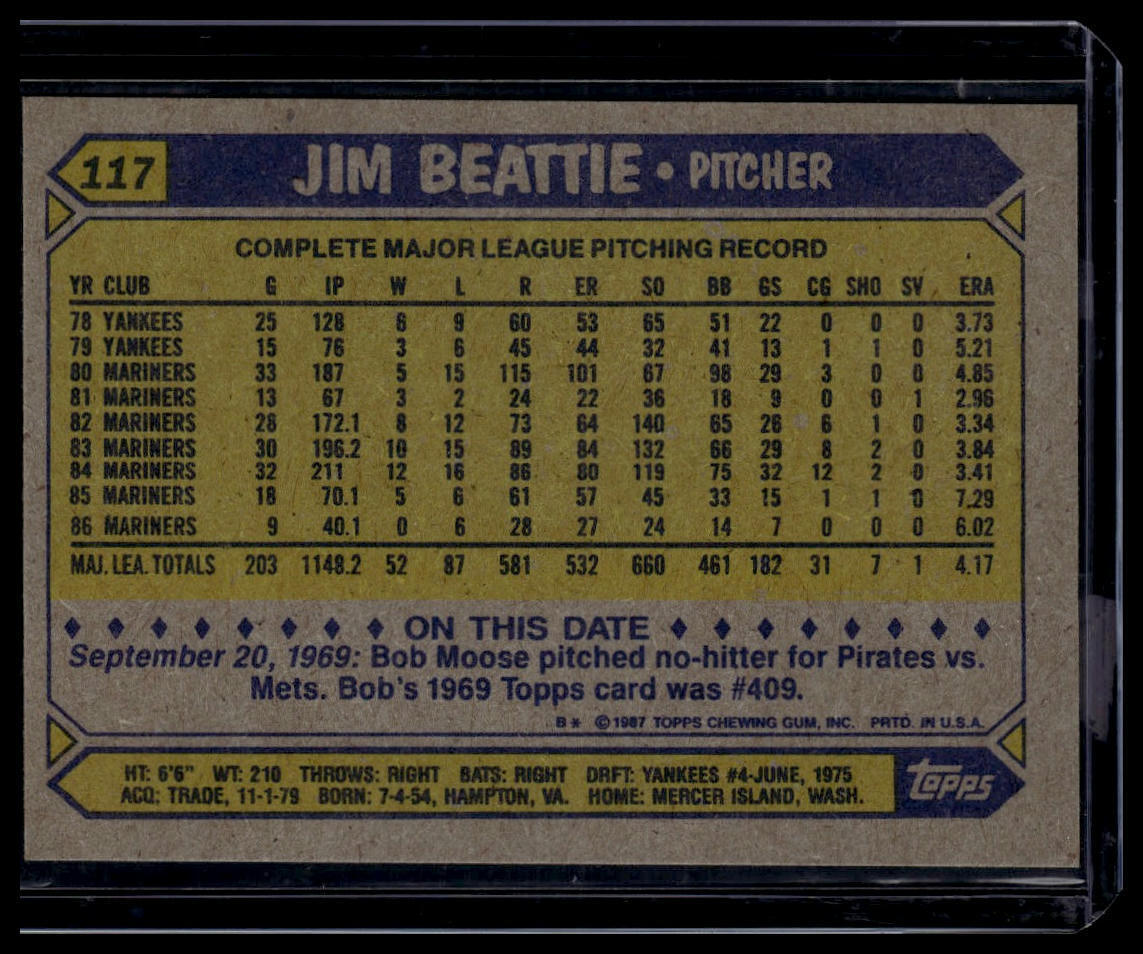 117 JIM BEATTIE • PITCHER
COMPLETE MAJOR LEAGUE PITCHING RECORD
YR CLUB G IP W L R ER SO BB GS CG SHO SV ERA
78 YANKEES 25 128 6 9 60 53 65 51 22 0 0 0 3.73
79 YANKEES 15 76 3 6 45 44 32 41 13 1 1 0 5.21
80 MARINERS 33 187 5 15 115 101 67 98 29 3 0 0 4.85
81 MARINERS 13 67 3 2 24 22 36 18 9 0 0 1 2.96
82 MARINERS 28 172.1 8 12 73 64 140 65 26 6 1 0 3.34
83 MARINERS 30 196.2 10 15 89 84 132 66 29 8 2 0 3.84
84 MARINERS 32 211 12 16 86 80 119 75 32 12 2 0 3.41
85 MARINERS 18 70.1 5 6 61 57 45 33 15 1 1 0 7.29
86 MARINERS 9 40.1 0 6 28 27 24 14 7 0 0 0 6.02
MAJ. LEA. TOTALS 203 1148.2 52 87 581 532 660 461 182 31 7 1 4.17
ON THIS DATE
September 20, 1969: Bob Moose pitched no-hitter for Pirates vs.
Mets. Bob's 1969 Topps card was #409.
B* ©1987 TOPPS CHEWING GUM, INC. PRTD. IN U.S.A.
HT: 6'6" WT: 210 THROWS: RIGHT BATS: RIGHT DRFT: YANKEES #4-JUNE, 1975
ACQ: TRADE, 11-1-79 BORN: 7-4-54, HAMPTON, VA. HOME: MERCER ISLAND, WASH.
Topps